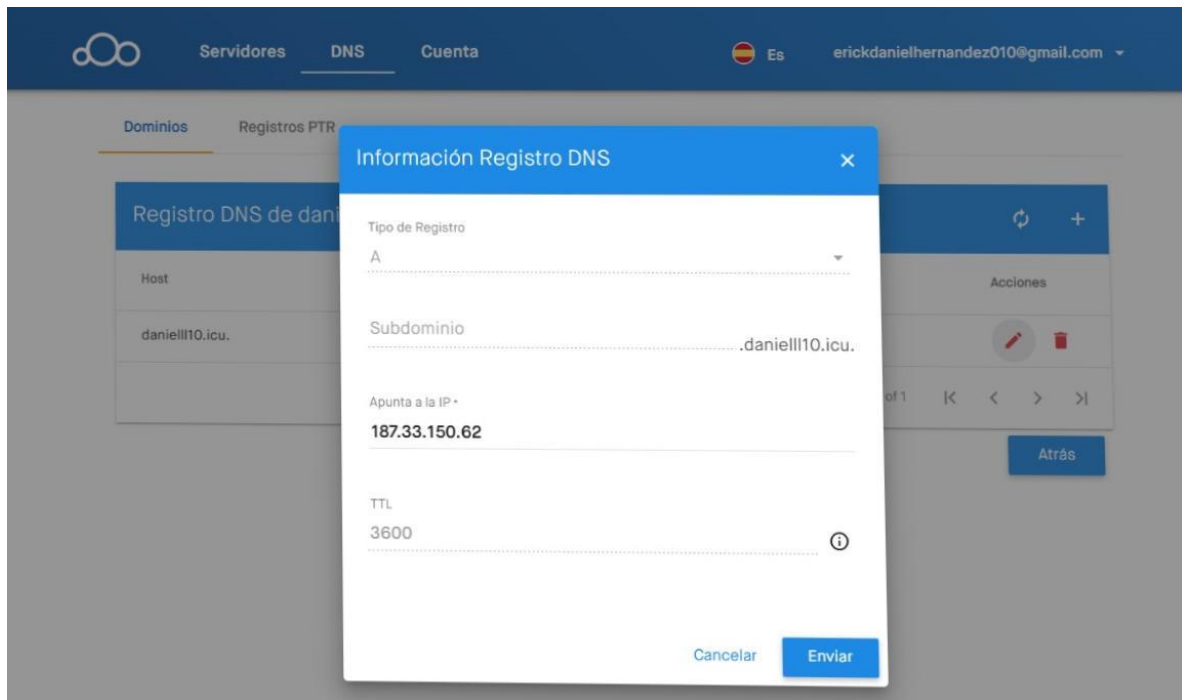 Servidores DNS Cuenta Es erickdanielhernandez010@gmail.com
Dominios Registros PTR
Información Registro DNS
Registro DNS de dani
Tipo de Registro
A
Host
Acciones
Subdominio
.danielll10.icu.
danielll10.icu.
Apunta a la IP *
of 1
187.33.150.62
Atrás
TTL
3600
Cancelar Enviar